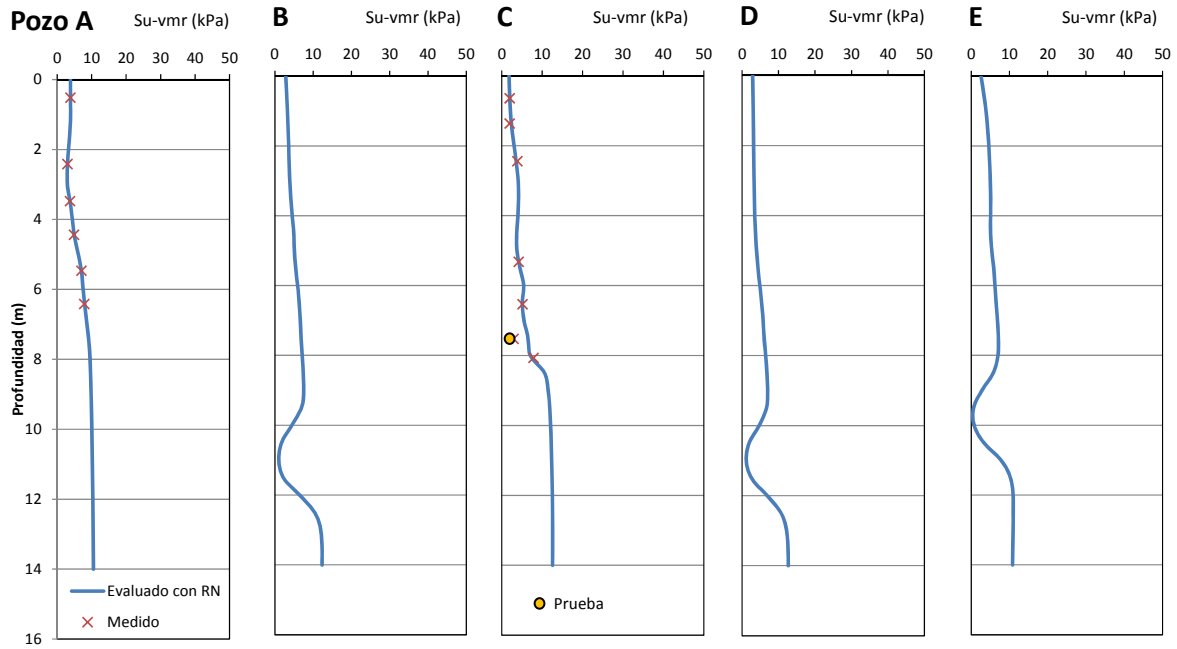 Pozo A
Su-vmr (kPa)
B
Su-vmr (kPa)
C
Su-vmr (kPa)
D
Su-vmr (kPa)
E
Su-vmr (kPa)
0 10 20 30 40 50
0 10 20 30 40 50
0 10 20 30 40 50
0 10 20 30 40 50
0 10 20 30 40 50
0
2
4
6
8
10
12
14
16
Profundidad (m)
Evaluado con RN
Medido
Prueba